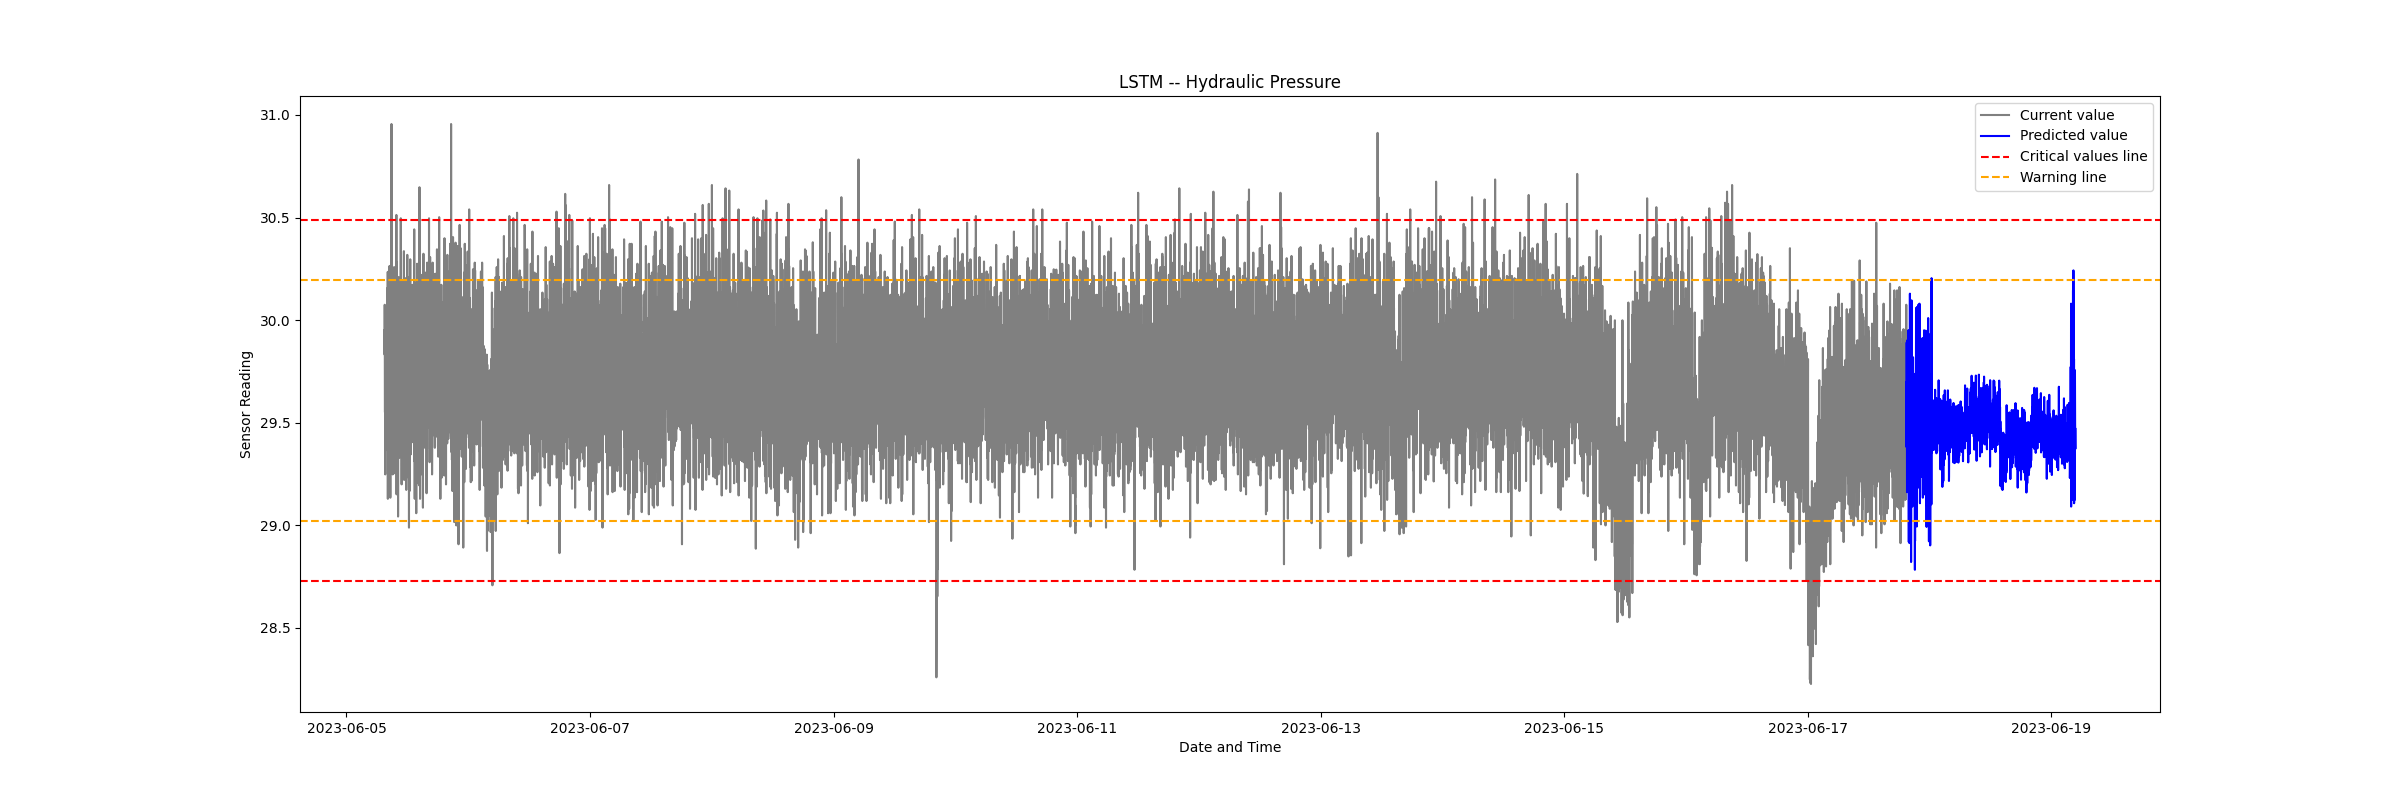 LSTM -- Hydraulic Pressure
31.0
30.5
30.0
29.5
29.0
28.5
Sensor Reading
Current value
Predicted value
Critical values line
Warning line
2023-06-05 2023-06-07 2023-06-09 2023-06-11 2023-06-13 2023-06-15 2023-06-17 2023-06-19
Date and Time